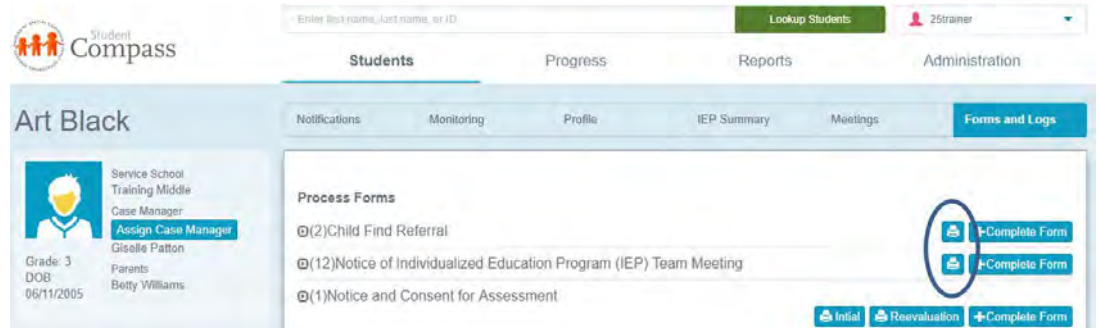 Enter first name, last name, or ID
Lookup Students
25trainer
Student
Compass
Students
Progress
Reports
Administration
Art Black
Notifications
Monitoring
Profile
IEP Summary
Meetings
Forms and Logs
Service School
Training Middle
Case Manager
Assign Case Manager
Giselle Patton
Parents
Betty Williams
Grade: 3
DOB
06/11/2005
Process Forms
(2)Child Find Referral
+Complete Form
(12)Notice of Individualized Education Program (IEP) Team Meeting
+Complete Form
(1)Notice and Consent for Assessment
Intial
Reevaluation
+Complete Form